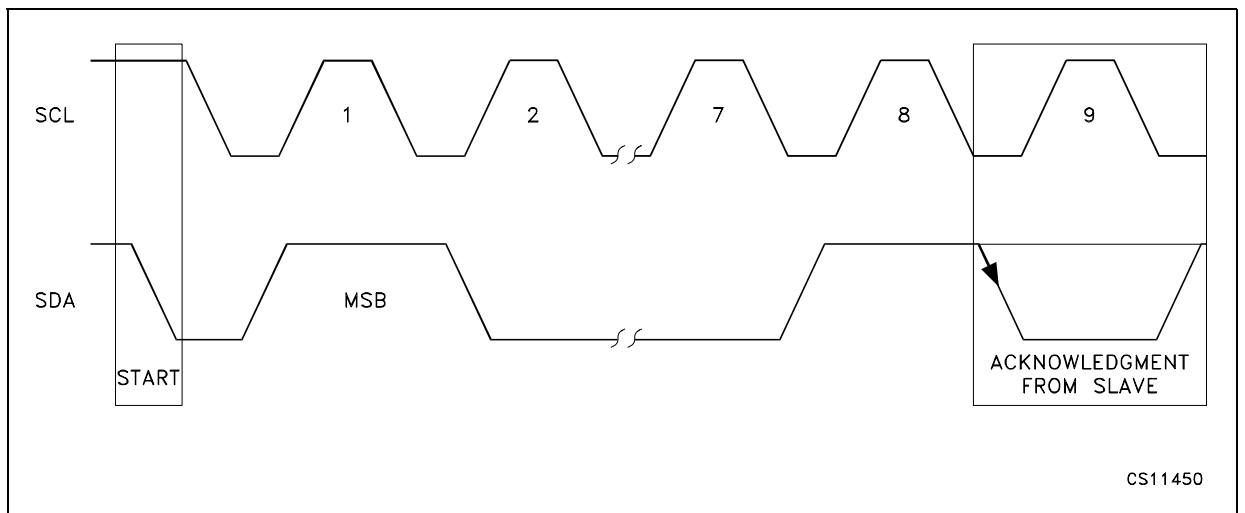 SCL
1
2
7
8
9
SDA
MSB
START
ACKNOWLEDGMENT
FROM SLAVE
CS11450